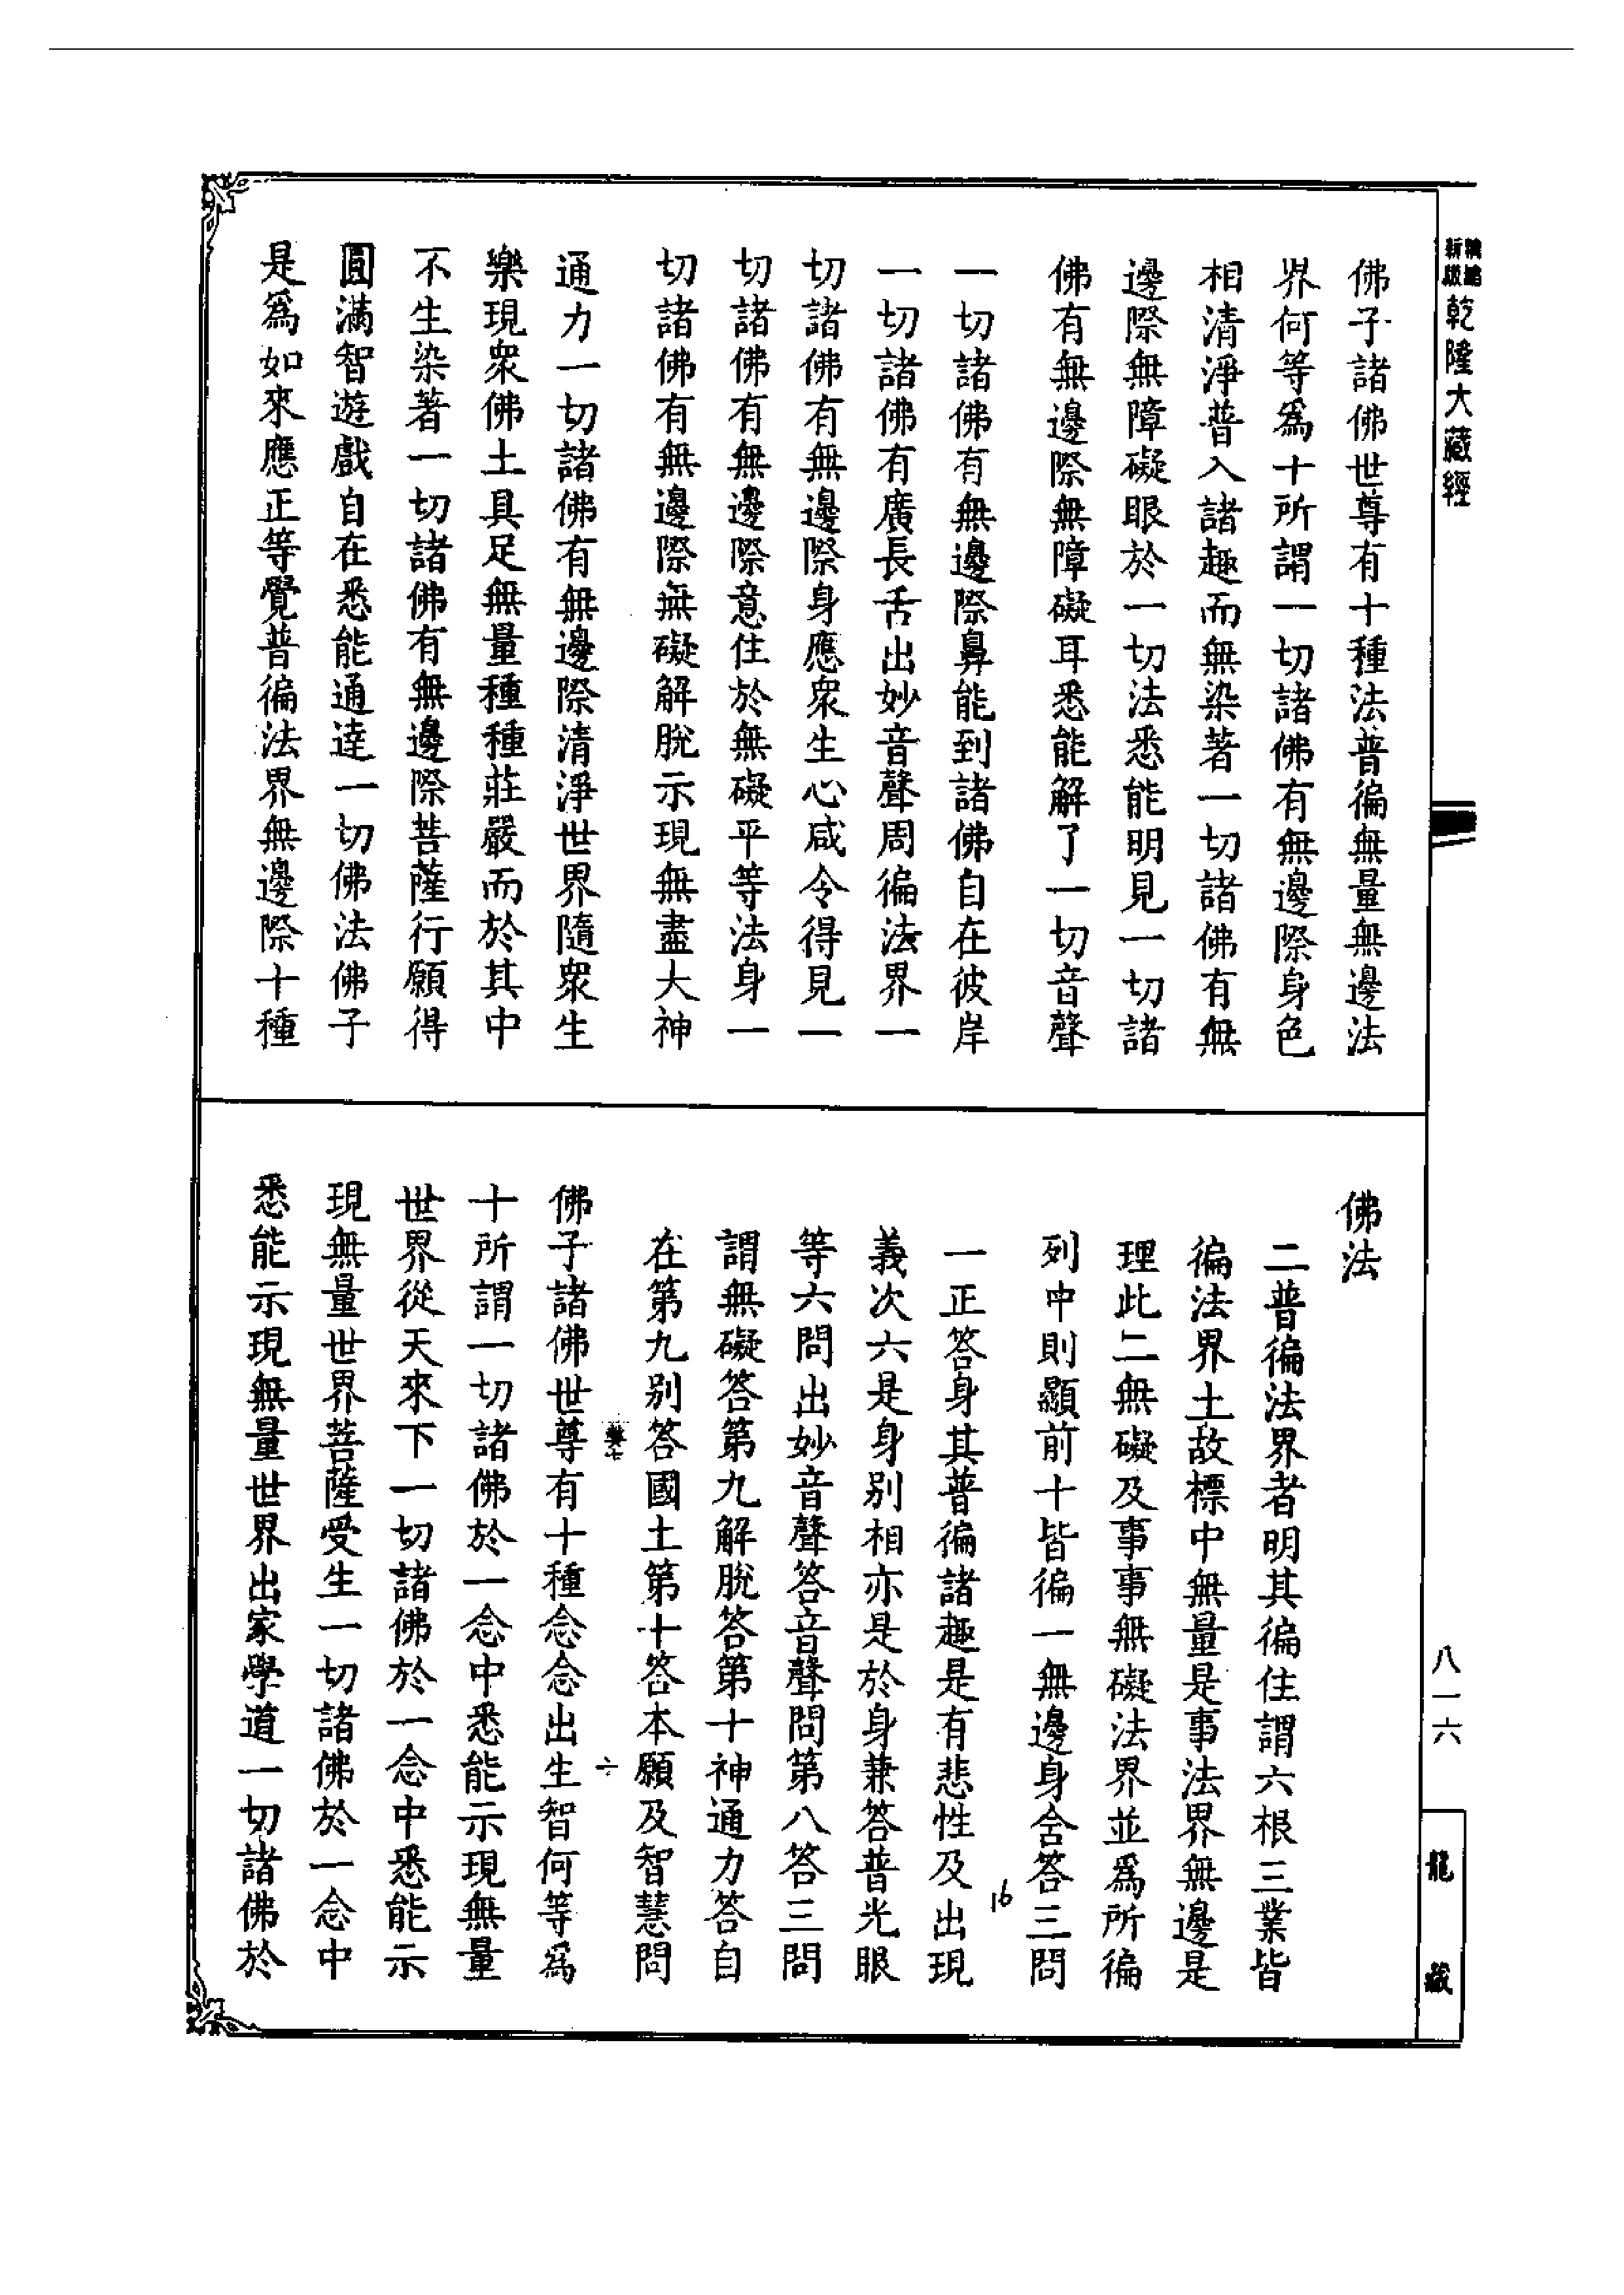 新編縮版乾隆大藏經
佛子諸佛世尊有十種法普徧無量無邊法
界何等爲十所謂一切諸佛有無邊際身色
相清淨普入諸趣而無染著一切諸佛有無
邊際無障礙眼於一切法悉能明見一切諸
佛有無邊際無障礙耳悉能解了一切音聲
一切諸佛有無邊際鼻能到諸佛自在彼岸
一切諸佛有廣長舌出妙音聲周徧法界一
切諸佛有無邊際身應衆生心咸令得見一
切諸佛有無邊際意住於無礙平等法身一
切諸佛有無邊際無礙解脫示現無盡大神
通力一切諸佛有無邊際清淨世界隨衆生
樂現衆佛土具足無量種種莊嚴而於其中
不生染著一切諸佛有無邊際菩薩行願得
圓滿智遊戲自在悉能通達一切佛法佛子
是爲如來應正等覺普徧法界無邊際十種
佛法
二普徧法界者明其徧住謂六根三業皆
徧法界土故標中無量是事法界無邊是
理此二無礙及事事無礙法界並爲所徧
列中則顯前十皆徧一無邊身含答三問
一正答身其普徧諸趣是有悲性及出現
16
義次六是身别相亦是於身兼答普光眼
等六問出妙音聲答音聲問第八答三問
謂無礙答第九解脫答第十神通力答自
在第九别答國土第十答本願及智慧問
六
佛子諸佛世尊有十種念念出生智何等爲
十所謂一切諸佛於一念中悉能示現無量
世界從天來下一切諸佛於一念中悉能示
現無量世界菩薩受生一切諸佛於一念中
悉能示現無量世界出家學道一切諸佛於
八一六
龍藏